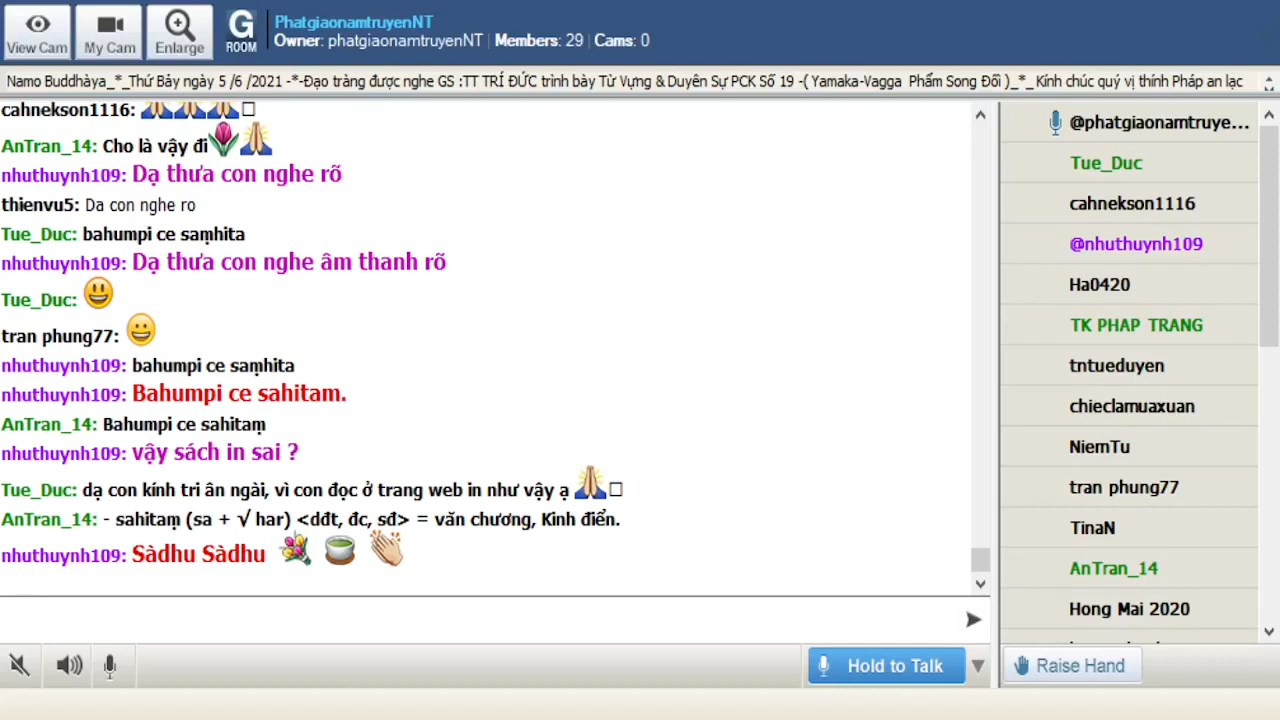 View Cam
My Cam
Enlarge
G
ROOM
PhatgiaonamtruyenNT
Owner: phatgiaonamtruyenNT | Members: 29 | Cams: 0
Namo Buddhàya_*_Thứ Bảy ngày 5 /6 /2021 -*-Đạo tràng được nghe GS :TT TRÍ ĐỨC trình bày Từ Vựng & Duyên Sự PCK Số 19 -( Yamaka-Vagga Phẩm Song Đối )_*_ Kính chúc quý vị thính Pháp an lạc
cahnekson1116: 🙏🙏🙏
AnTran_14: Cho là vậy đi🌷🙏
nhuthuynh109: Dạ thưa con nghe rõ
thienvu5: Da con nghe ro
Tue_Duc: bahumpi ce saṃhita
nhuthuynh109: Dạ thưa con nghe âm thanh rõ
Tue_Duc: 😃
tran phung77: 😀
nhuthuynh109: bahumpi ce saṃhita
nhuthuynh109: Bahumpi ce sahitam.
AnTran_14: Bahumpi ce sahitaṃ
nhuthuynh109: vậy sách in sai ?
Tue_Duc: dạ con kính tri ân ngài, vì con đọc ở trang web in như vậy ạ 🙏
AnTran_14: - sahitaṃ (sa + √ har) <dđt, đc, sđ> = văn chương, Kinh điển.
nhuthuynh109: Sàdhu Sàdhu 💐 🍵 👏
@phatgiaonamtruye...
Tue_Duc
cahnekson1116
@nhuthuynh109
Ha0420
TK PHAP TRANG
tntueduyen
chieclamuaxuan
NiemTu
tran phung77
TinaN
AnTran_14
Hong Mai 2020
Hold to Talk
Raise Hand